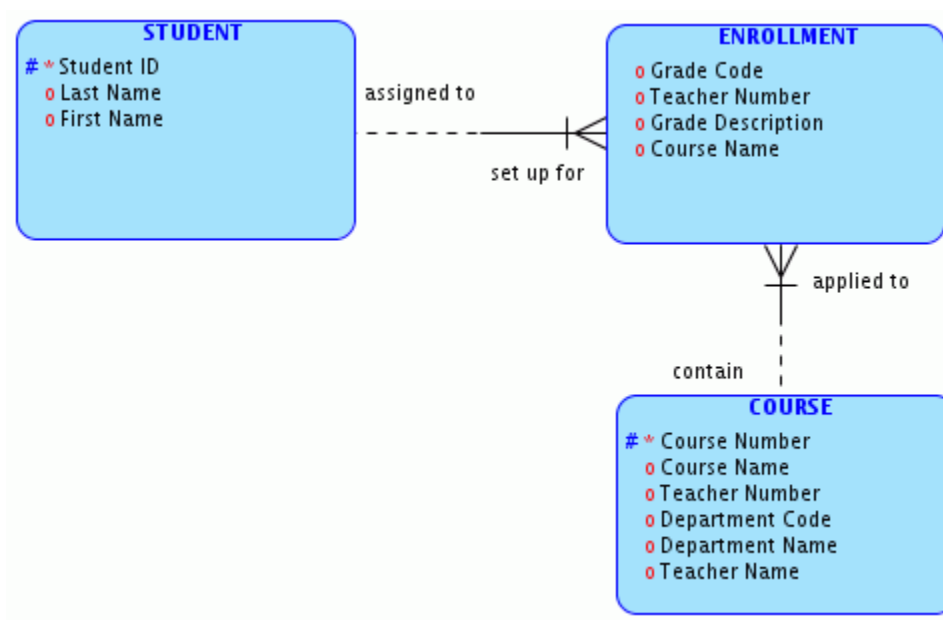 STUDENT
# * Student ID
o Last Name
o First Name
assigned to
set up for
ENROLLMENT
o Grade Code
o Teacher Number
o Grade Description
o Course Name
applied to
contain
COURSE
# * Course Number
o Course Name
o Teacher Number
o Department Code
o Department Name
o Teacher Name